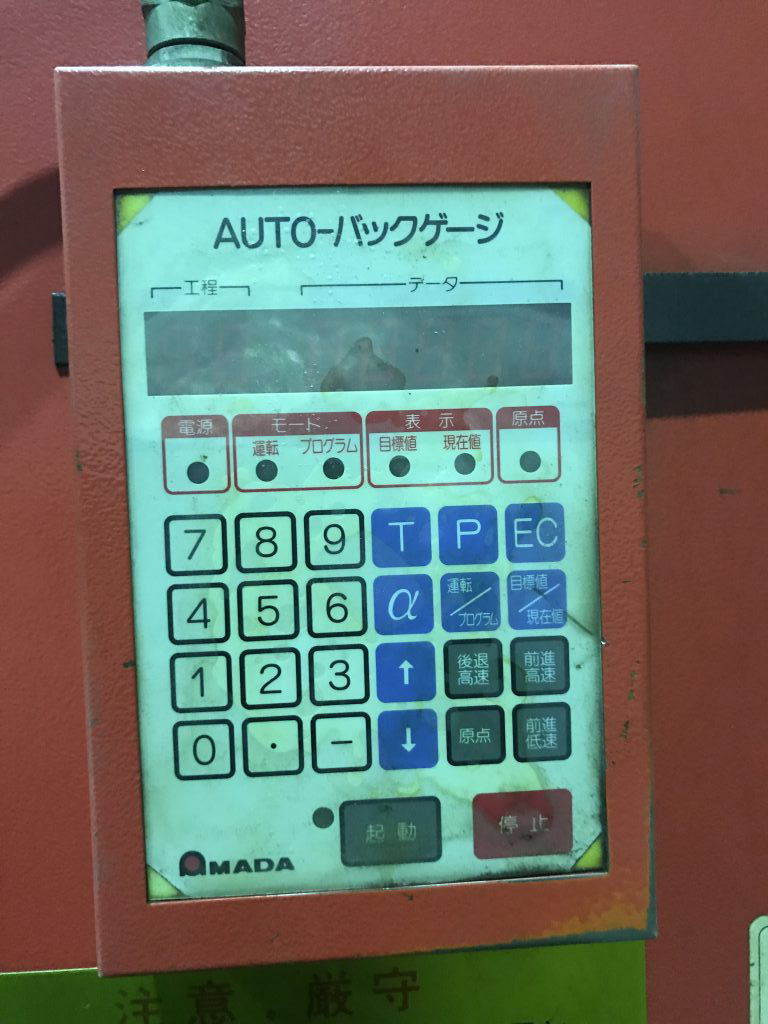 AUTO-バックゲージ
工程 データ
電源 モード 表示 原点
運転 プログラム 目標値 現在値
7 8 9 T P EC
4 5 6 α 運転/プログラム 目標値/現在値
1 2 3 ↑ 後退高速 前進高速
0 . - ↓ 原点 前進低速
起動 停止
AMADA
注意.厳守